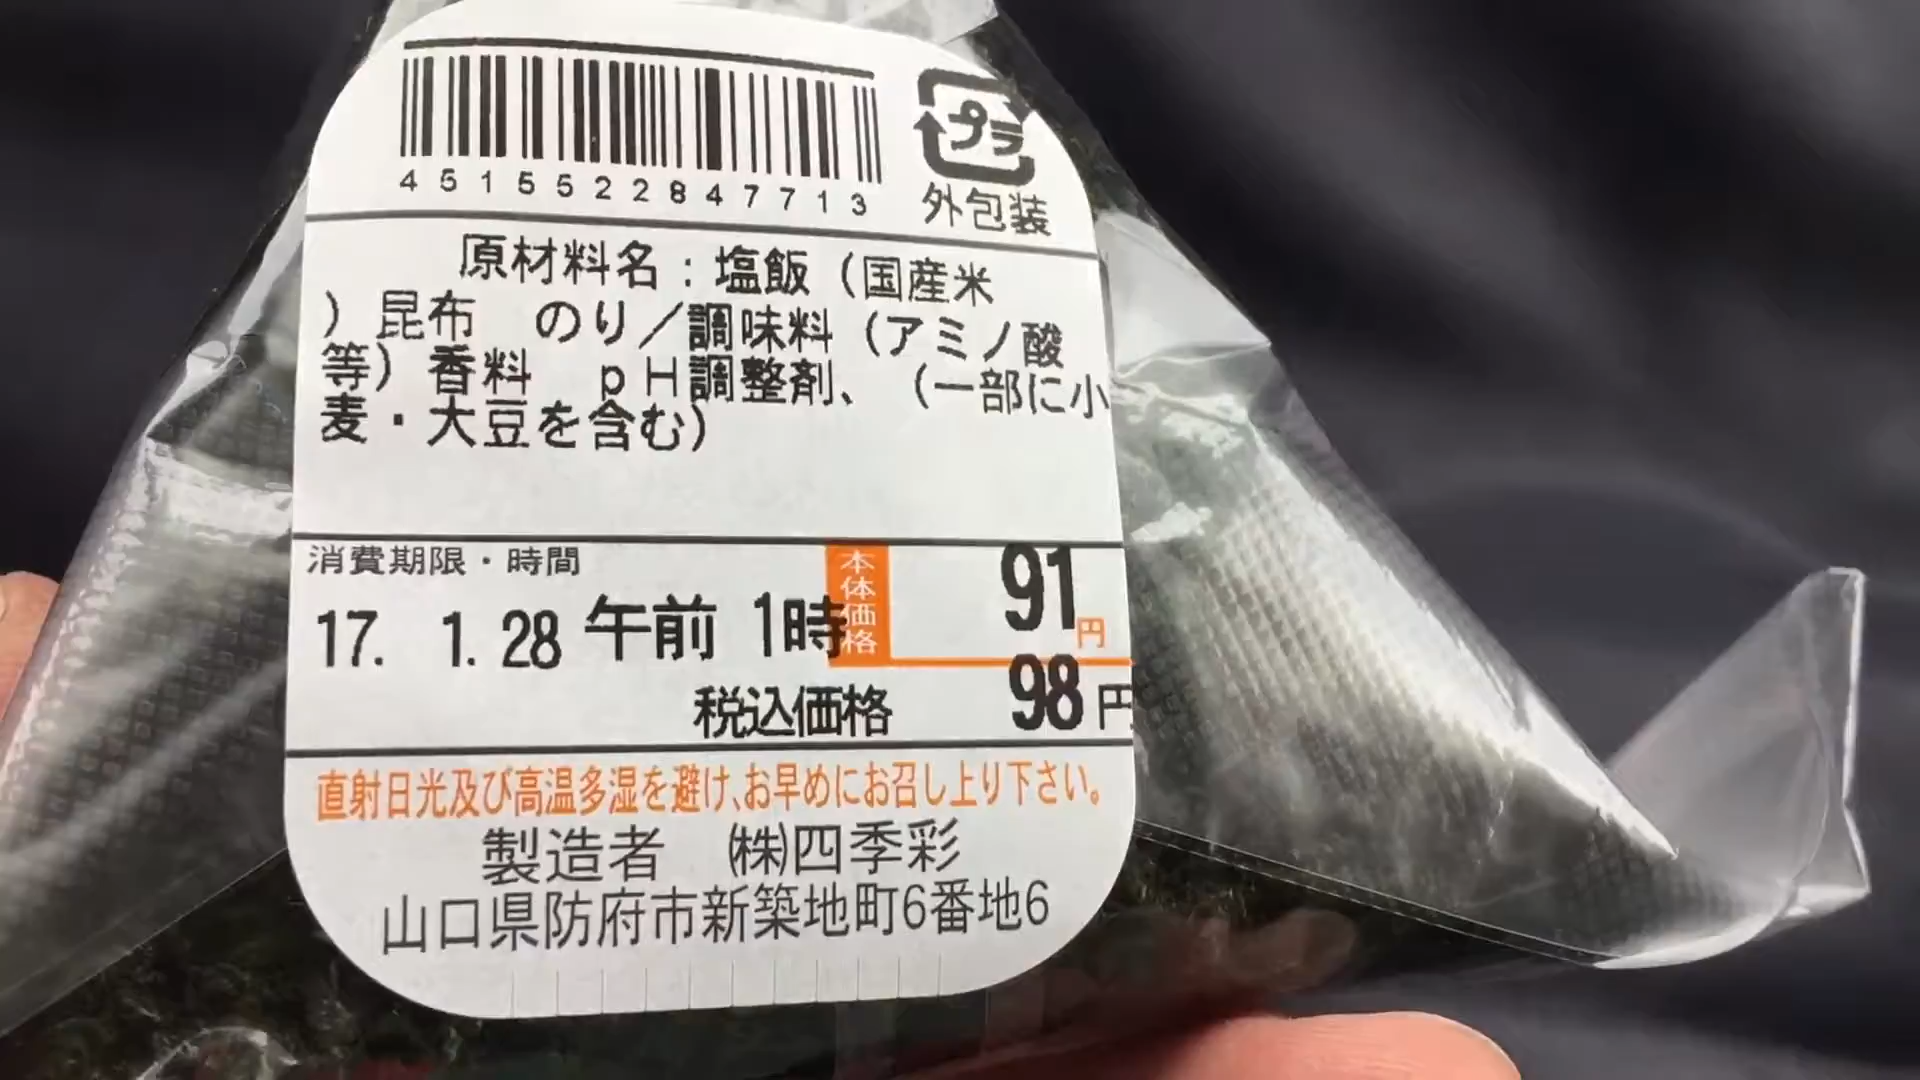 4515522847713
プラ
外包装
原材料名：塩飯（国産米
）昆布　のり／調味料（アミノ酸
等）香料　pH調整剤、（一部に小
麦・大豆を含む）
消費期限・時間
17. 1. 28 午前 1時
本体価格
91円
税込価格 98円
直射日光及び高温多湿を避け、お早めにお召し上り下さい。
製造者　㈱四季彩
山口県防府市新築地町6番地6